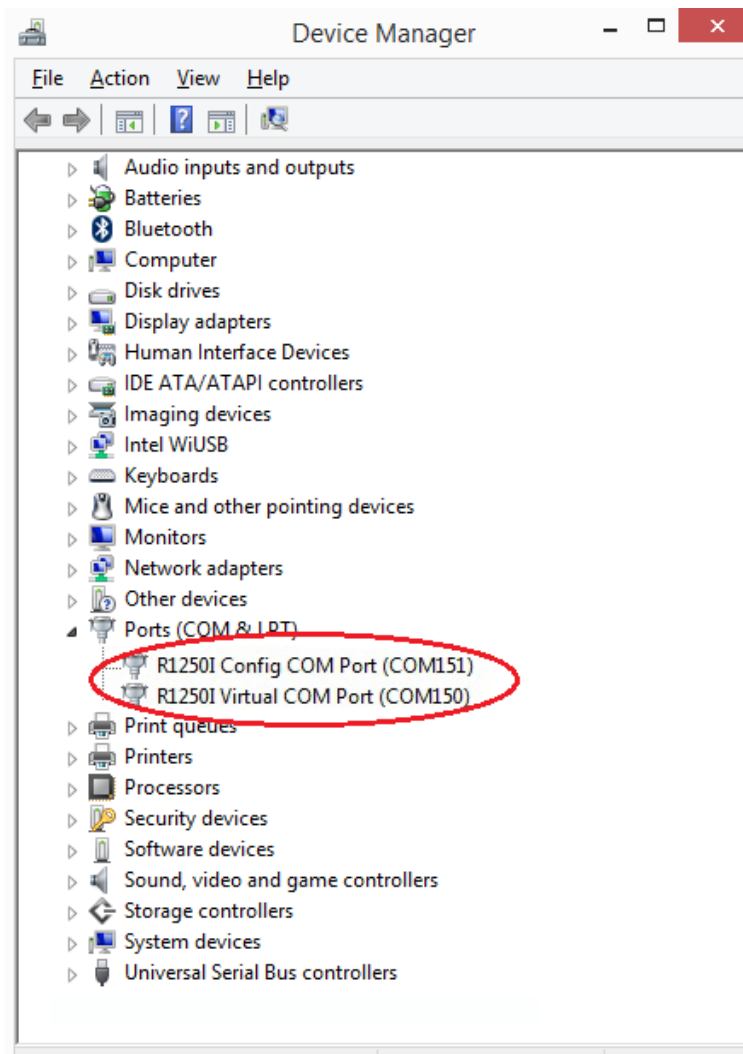 Device Manager
File Action View Help
Audio inputs and outputs
Batteries
Bluetooth
Computer
Disk drives
Display adapters
Human Interface Devices
IDE ATA/ATAPI controllers
Imaging devices
Intel WiUSB
Keyboards
Mice and other pointing devices
Monitors
Network adapters
Other devices
Ports (COM & LPT)
R1250I Config COM Port (COM151)
R1250I Virtual COM Port (COM150)
Print queues
Printers
Processors
Security devices
Software devices
Sound, video and game controllers
Storage controllers
System devices
Universal Serial Bus controllers